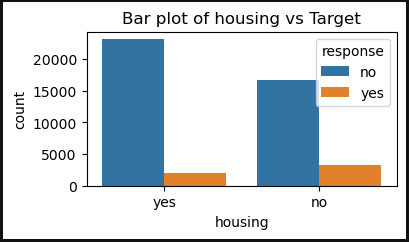 Bar plot of housing vs Target
response
no
yes
count
20000
15000
10000
5000
0
yes
no
housing